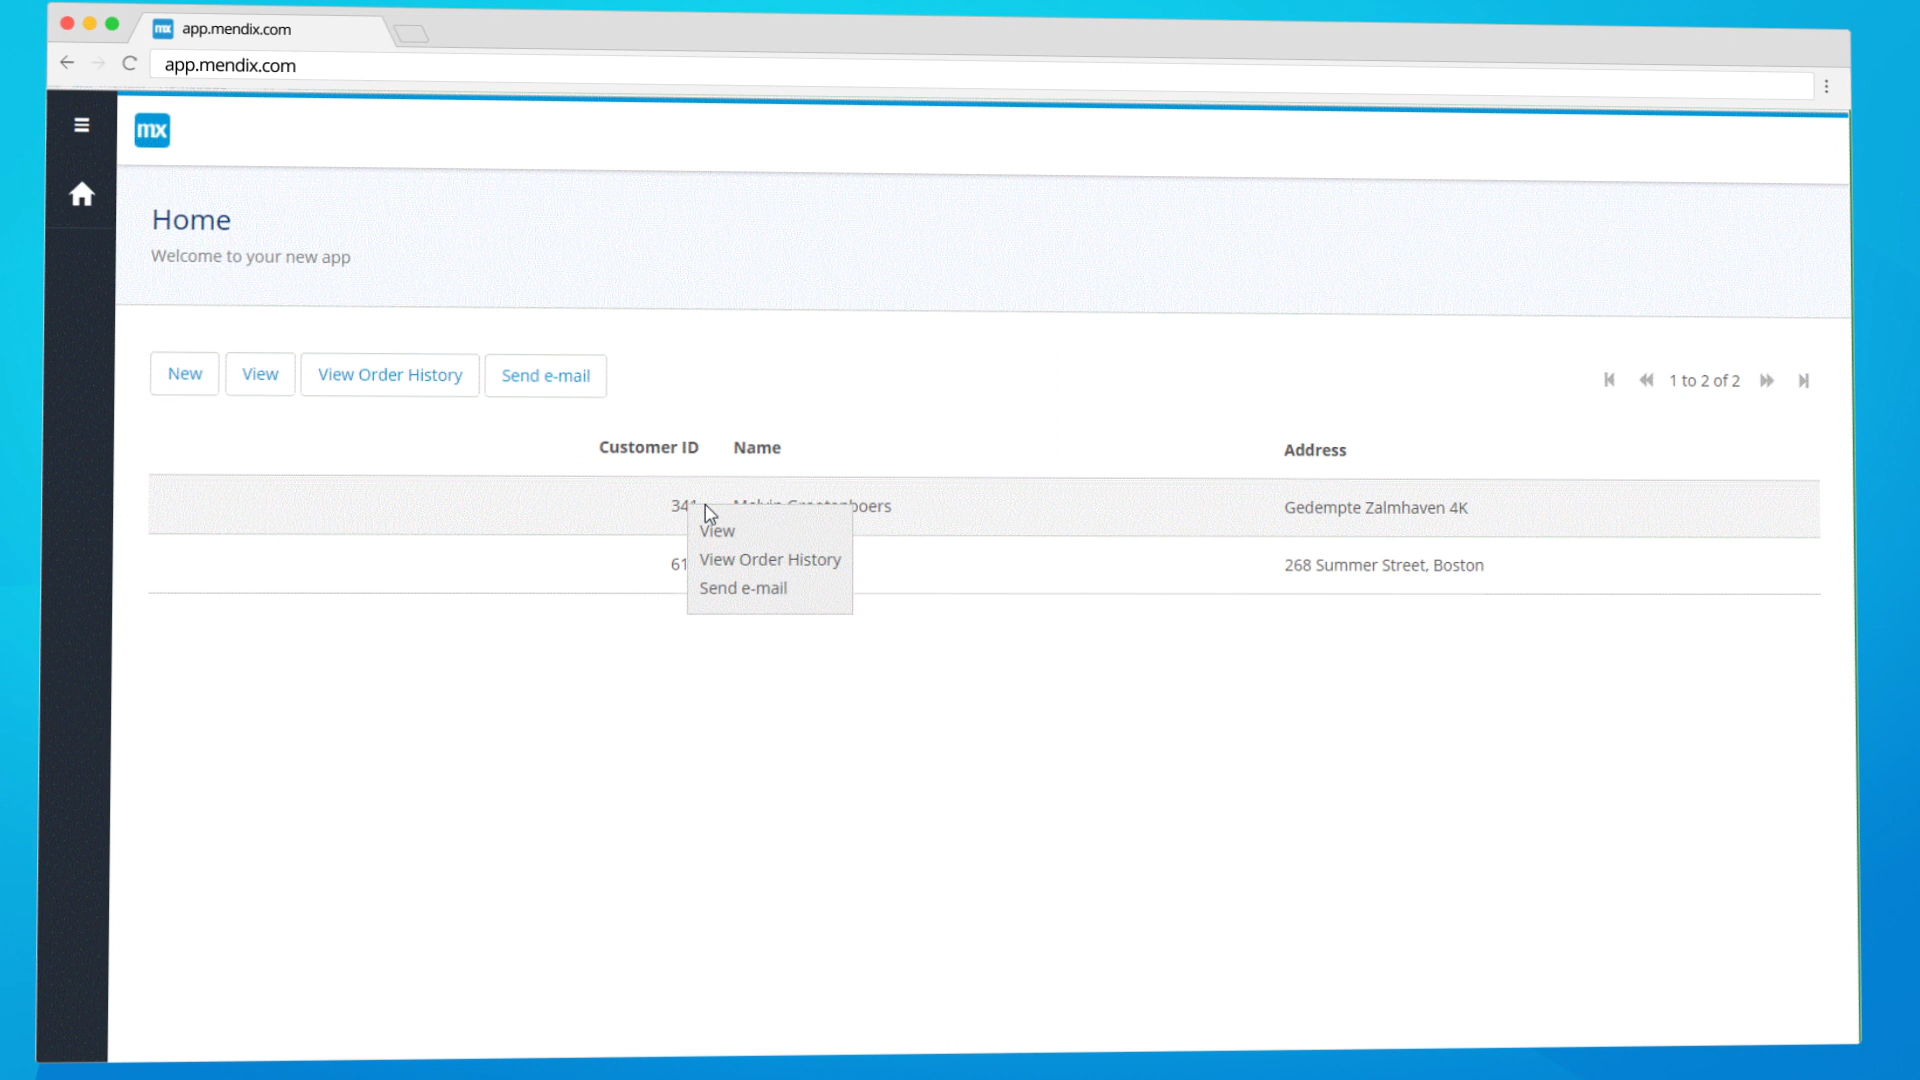 mx app.mendix.com
app.mendix.com
mx
Home
Welcome to your new app
New View View Order History Send e-mail
1 to 2 of 2
Customer ID Name Address
Gedempte Zalmhaven 4K
View
View Order History
268 Summer Street, Boston
Send e-mail